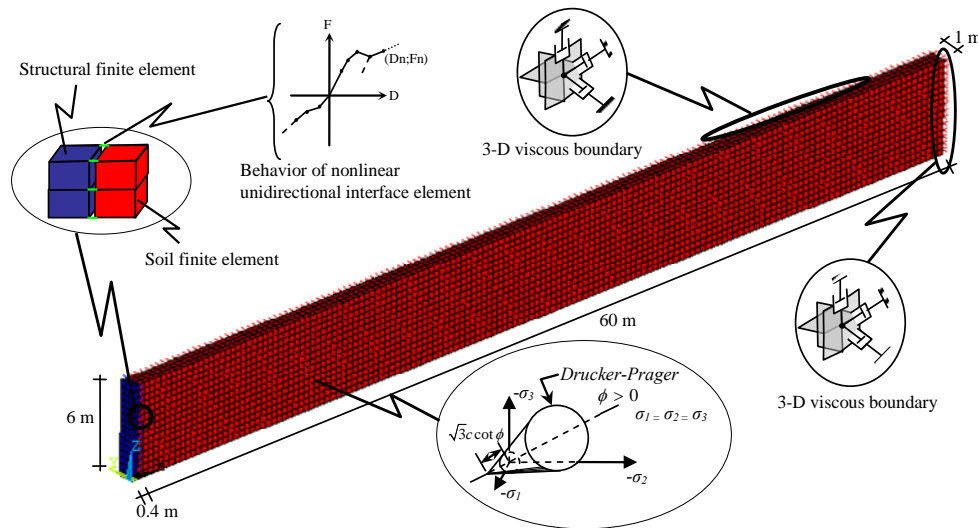 F
D
(Dn;Fn)
Structural finite element
Behavior of nonlinear
unidirectional interface element
Soil finite element
3-D viscous boundary
1 m
60 m
6 m
0.4 m
Z
Drucker-Prager
ϕ > 0
σ1 = σ2 = σ3
-σ3
√3c cot ϕ
-σ2
-σ1
3-D viscous boundary